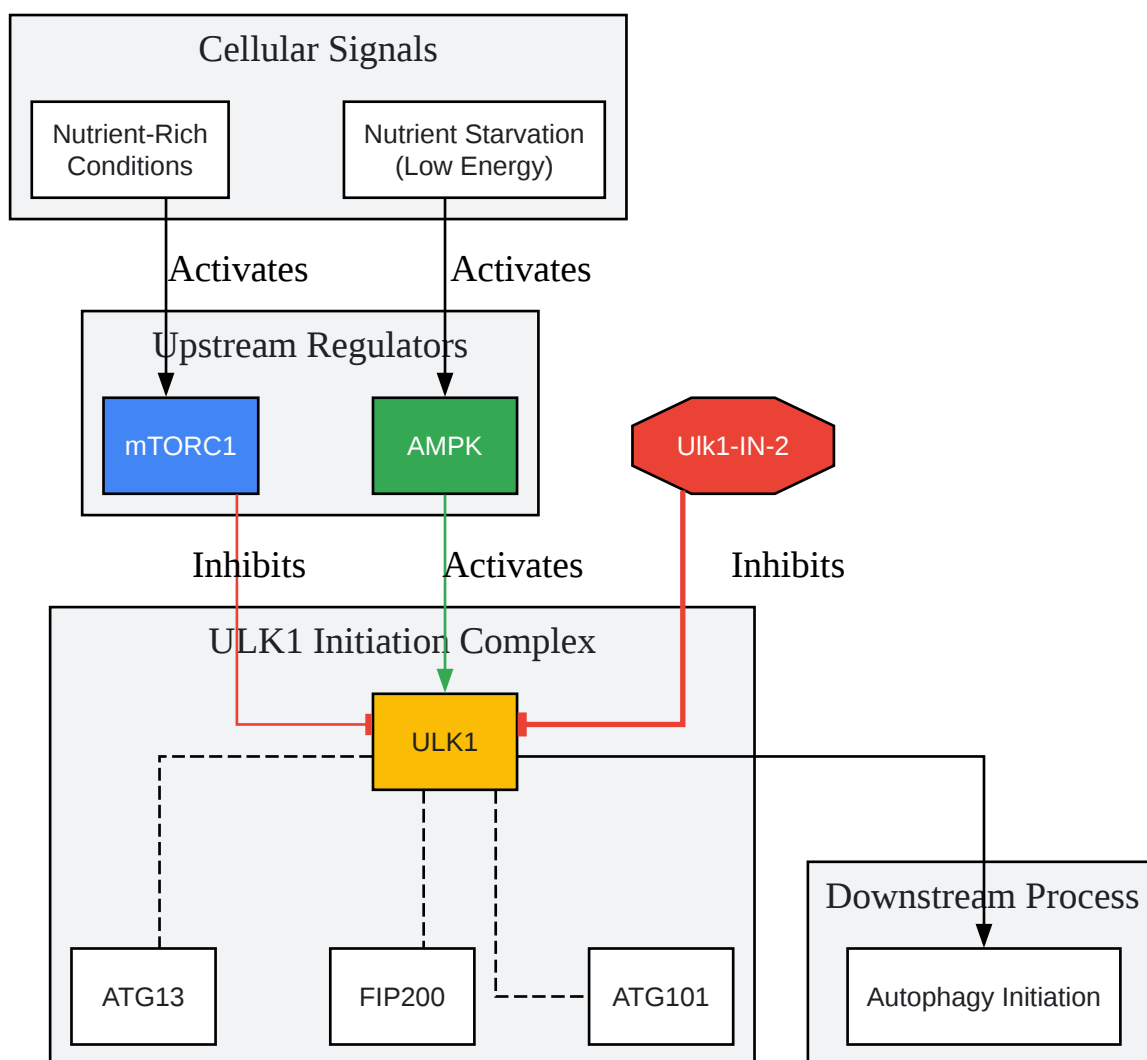 Cellular Signals
Nutrient-Rich
Conditions
Nutrient Starvation
(Low Energy)
Activates
Activates
Upstream Regulators
mTORC1
AMPK
Ulk1-IN-2
Inhibits
Activates
Inhibits
ULK1 Initiation Complex
ULK1
Downstream Process
ATG13
FIP200
ATG101
Autophagy Initiation